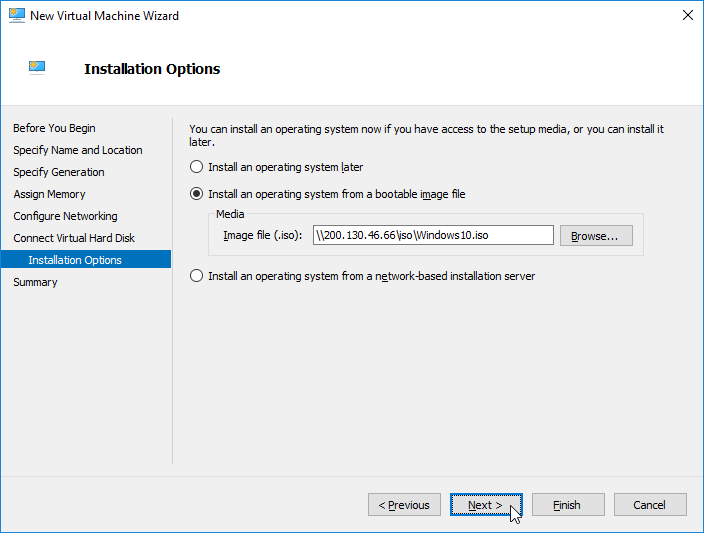 New Virtual Machine Wizard
Installation Options
Before You Begin
Specify Name and Location
Specify Generation
Assign Memory
Configure Networking
Connect Virtual Hard Disk
Installation Options
Summary
You can install an operating system now if you have access to the setup media, or you can install it
later.
Install an operating system later
Install an operating system from a bootable image file
Media
Image file (.iso):
\\200.130.46.66\iso\Windows10.iso
Browse...
Install an operating system from a network-based installation server
< Previous
Next >
Finish
Cancel